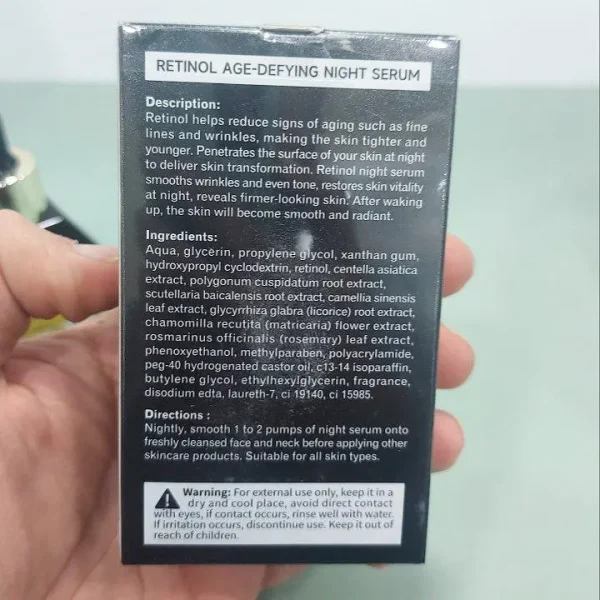 RETINOL AGE-DEFYING NIGHT SERUM
Description:
Retinol helps reduce signs of aging such as fine
lines and wrinkles, making the skin tighter and
younger. Penetrates the surface of your skin at night
to deliver skin transformation. Retinol night serum
smooths wrinkles and even tone, restores skin vitality
at night, reveals firmer-looking skin. After waking
up, the skin will become smooth and radiant.
Ingredients:
Aqua, glycerin, propylene glycol, xanthan gum,
hydroxypropyl cyclodextrin, retinol, centella asiatica
extract, polygonum cuspidatum root extract,
scutellaria baicalensis root extract, camellia sinensis
leaf extract, glycyrrhiza glabra (licorice) root extract,
chamomilla recutita (matricaria) flower extract,
rosmarinus officinalis (rosemary) leaf extract,
phenoxyethanol, methylparaben, polyacrylamide,
peg-40 hydrogenated castor oil, c13-14 isoparaffin,
butylene glycol, ethylhexylglycerin, fragrance,
disodium edta, laureth-7, ci 19140, ci 15985.
Directions :
Nightly, smooth 1 to 2 pumps of night serum onto
freshly cleansed face and neck before applying other
skincare products. Suitable for all skin types.
Warning: For external use only, keep it in a
dry and cool place, avoid direct contact
with eyes, if contact occurs, rinse well with water.
If irritation occurs, discontinue use. Keep it out of
reach of children.